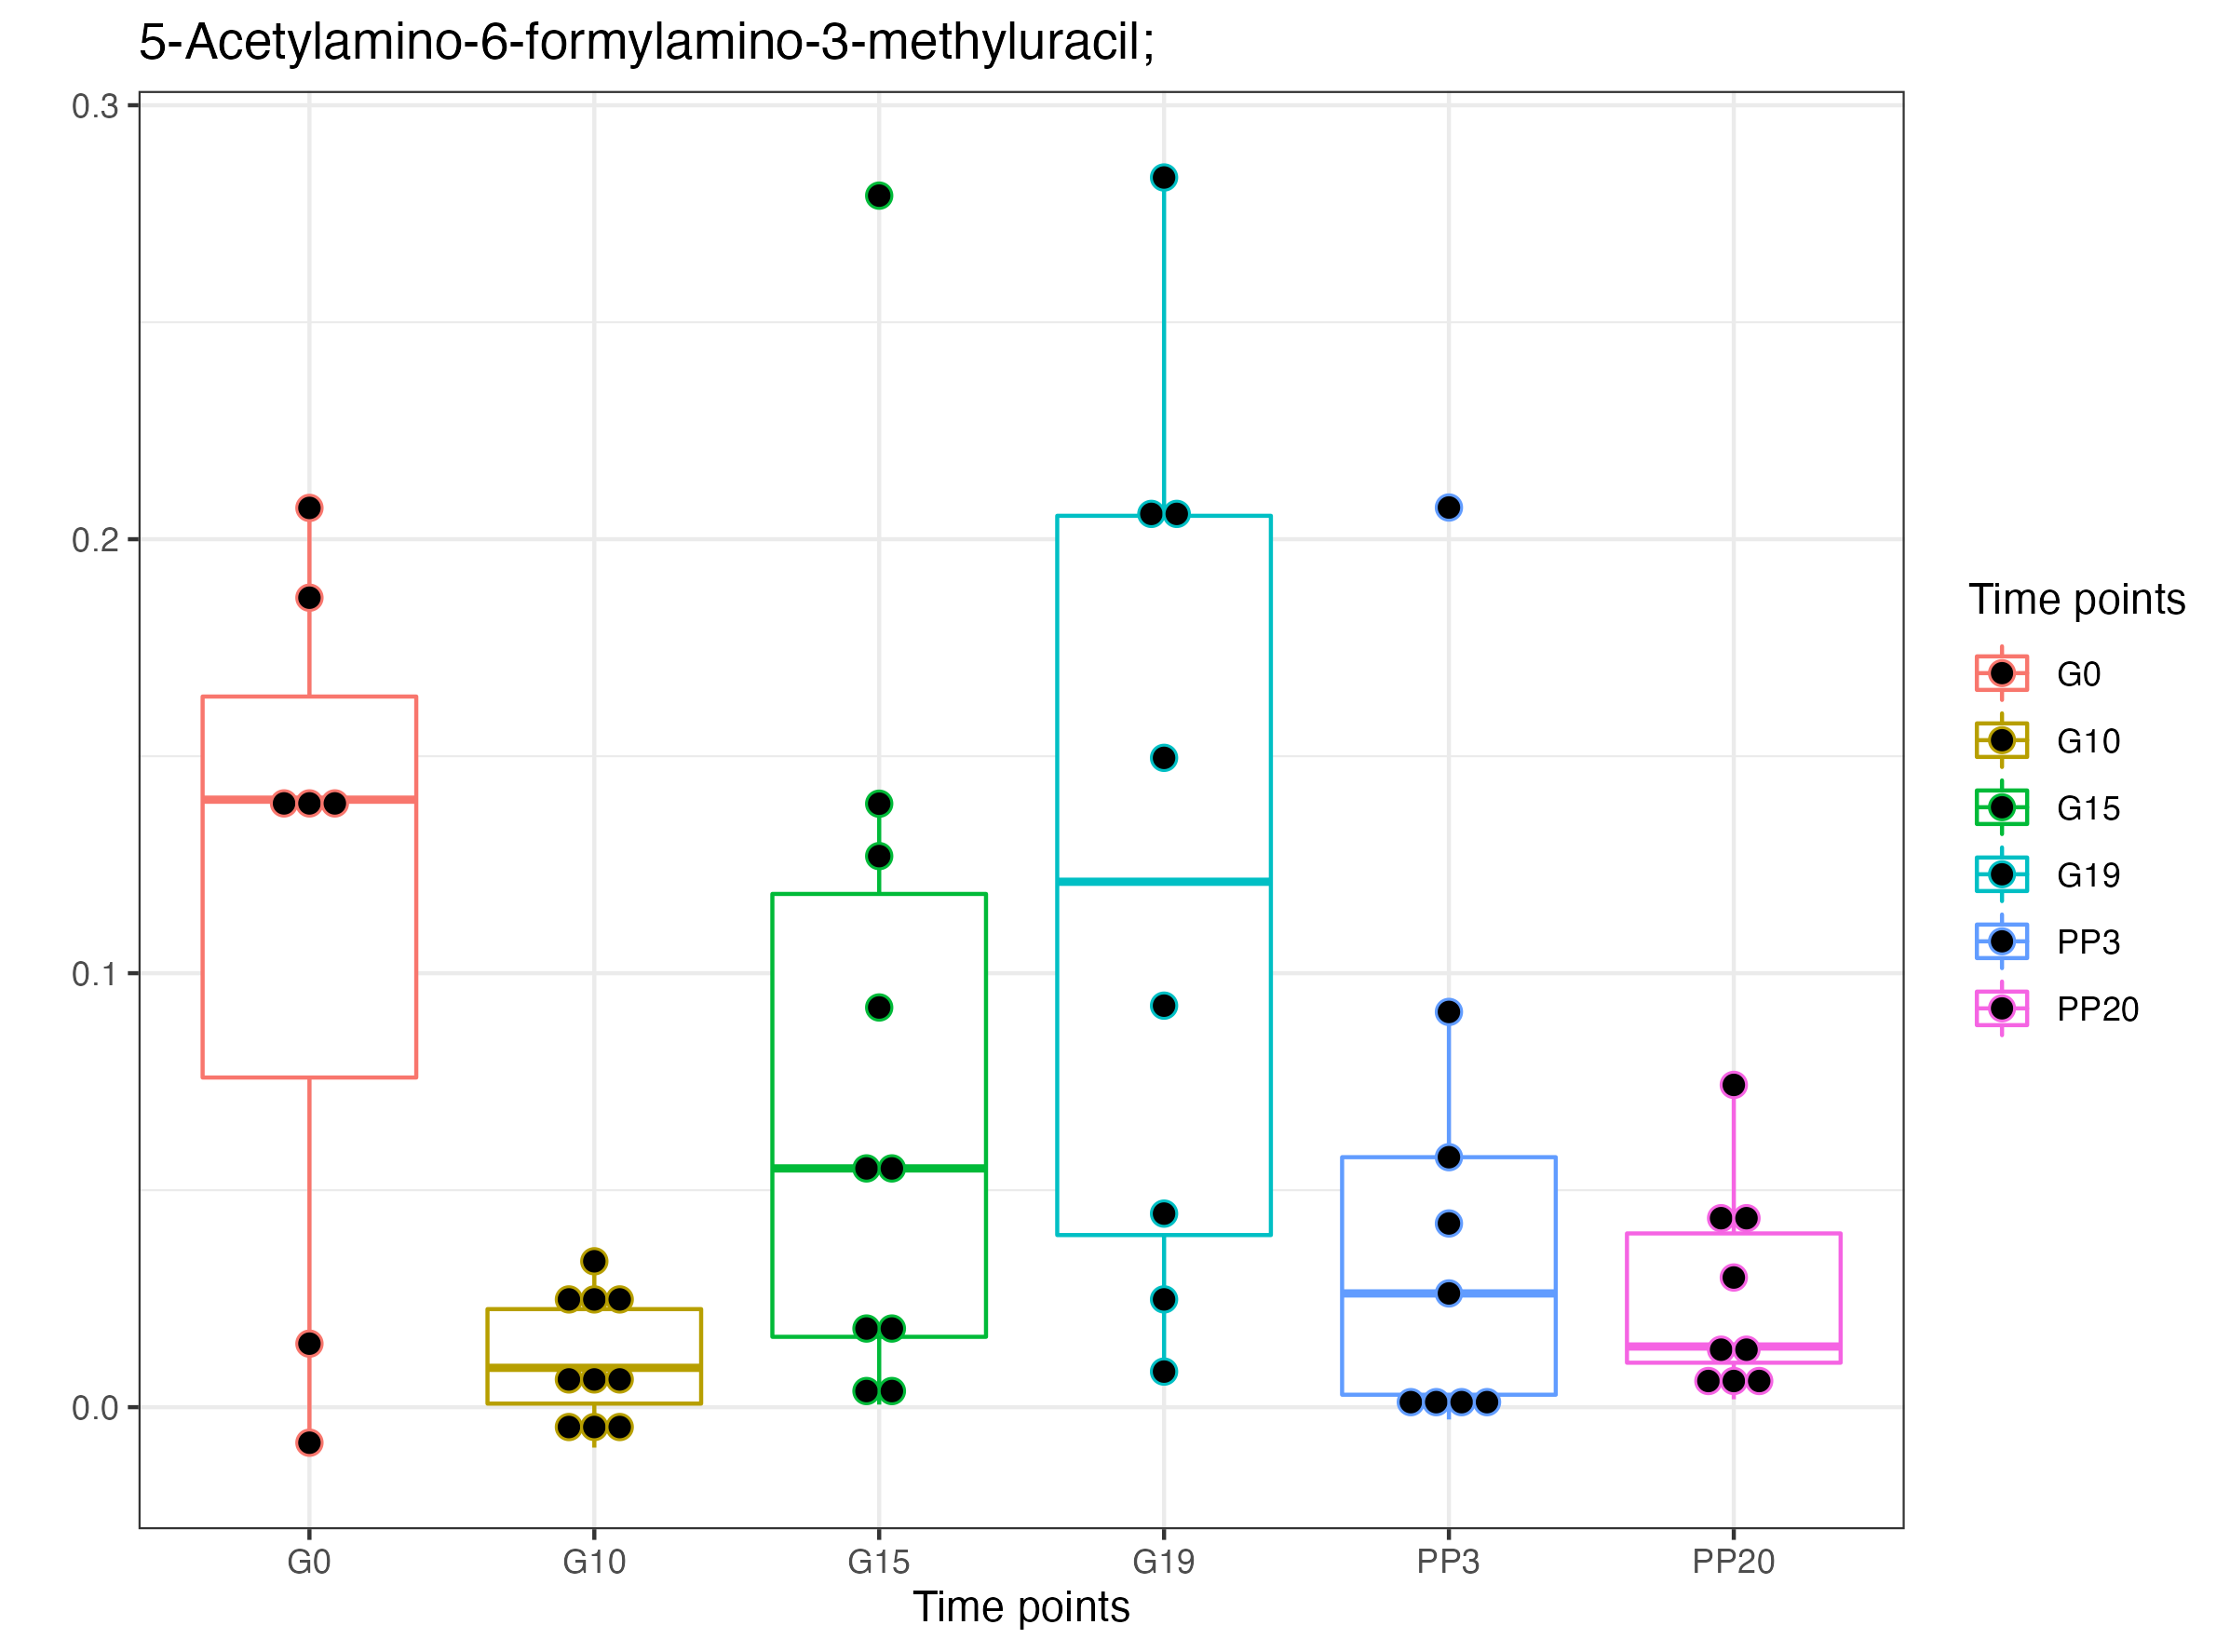 5-Acetylamino-6-formylamino-3-methyluracil;
0.3
0.2
0.1
0.0
G0 G10 G15 G19 PP3 PP20
Time points
Time points
G0
G10
G15
G19
PP3
PP20